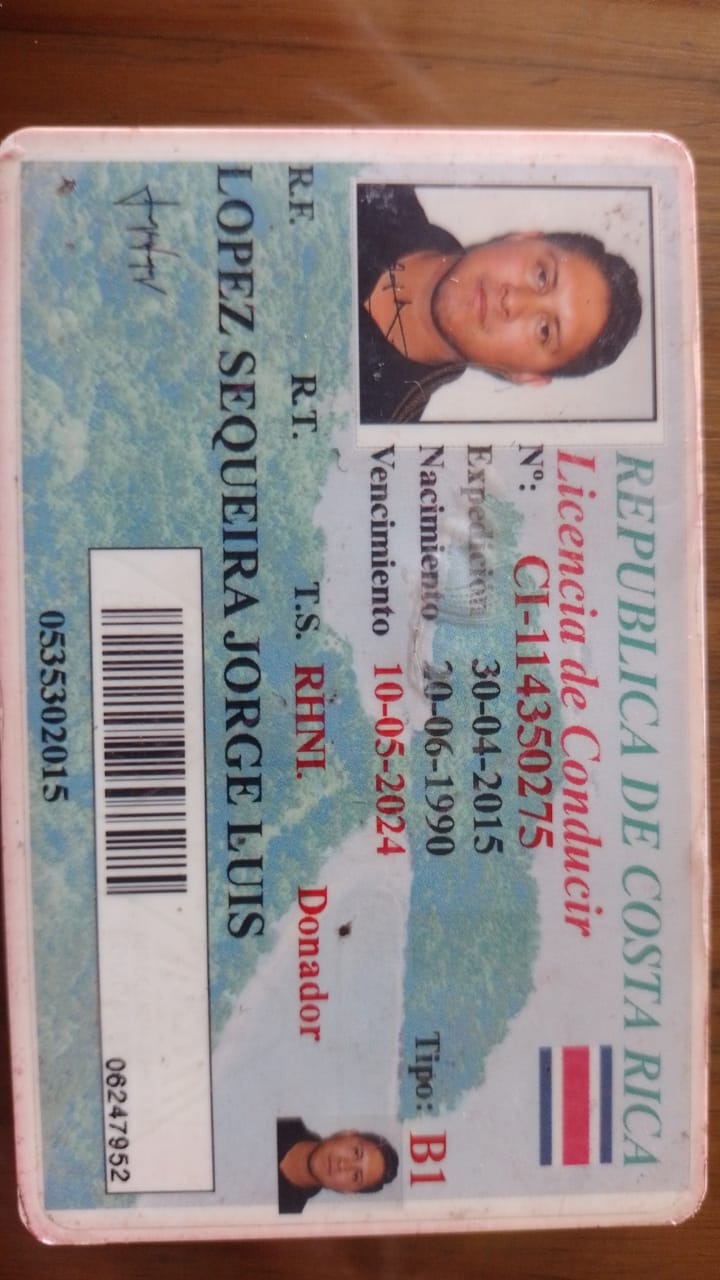 REPUBLICA DE COSTA RICA
Licencia de Conducir
Nº: CI-114350275
Expedición 30-04-2015
Nacimiento 20-06-1990
Vencimiento 10-05-2024
Tipo: B1
R.F. R.T. T.S. RHNI. Donador
LOPEZ SEQUEIRA JORGE LUIS
06247952
0535302015